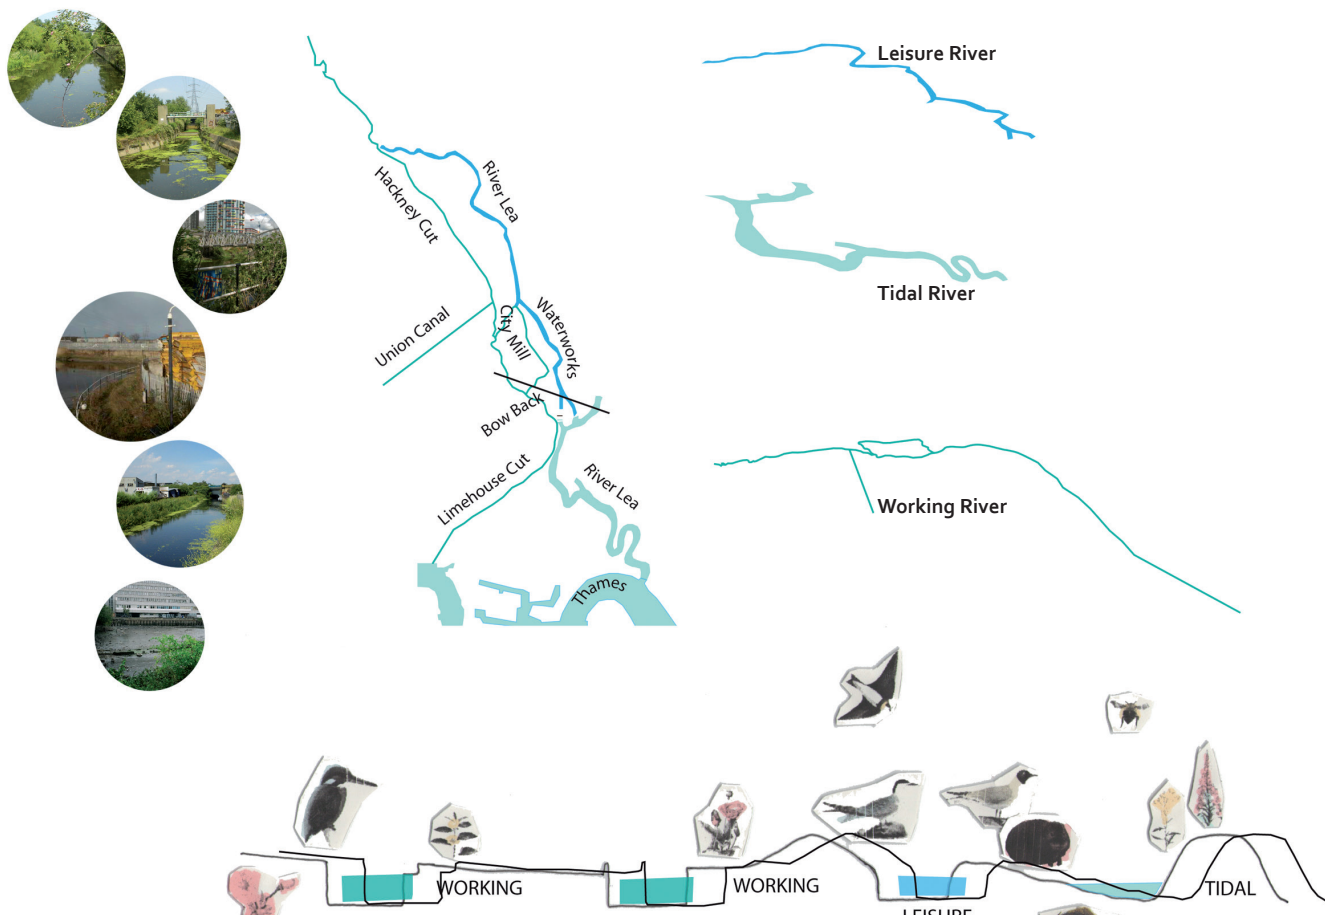 Leisure River
River Lea
Hackney Cut
Tidal River
Union Canal
City Mill
Waterworks
Bow Back
Limehouse Cut
River Lea
Working River
Thames
WORKING
WORKING
LEISURE
TIDAL